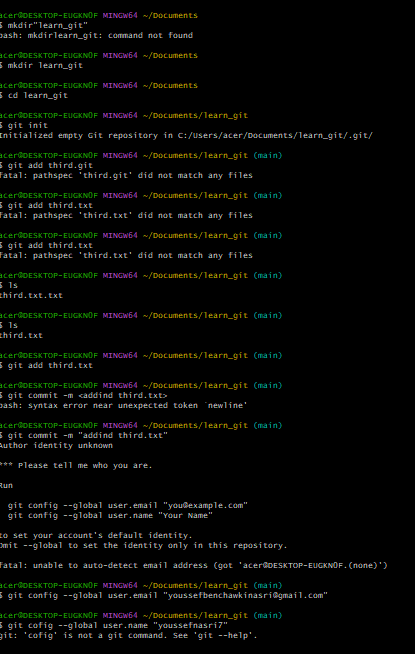 acer@DESKTOP-EUGKN0F MINGW64 ~/Documents
$ mkdir"learn_git"
bash: mkdirlearn_git: command not found
acer@DESKTOP-EUGKN0F MINGW64 ~/Documents
$ mkdir learn_git
acer@DESKTOP-EUGKN0F MINGW64 ~/Documents
$ cd learn_git
acer@DESKTOP-EUGKN0F MINGW64 ~/Documents/learn_git
$ git init
Initialized empty Git repository in C:/Users/acer/Documents/learn_git/.git/
acer@DESKTOP-EUGKN0F MINGW64 ~/Documents/learn_git (main)
$ git add third.git
fatal: pathspec 'third.git' did not match any files
acer@DESKTOP-EUGKN0F MINGW64 ~/Documents/learn_git (main)
$ git add third.txt
fatal: pathspec 'third.txt' did not match any files
acer@DESKTOP-EUGKN0F MINGW64 ~/Documents/learn_git (main)
$ git add third.txt
fatal: pathspec 'third.txt' did not match any files
acer@DESKTOP-EUGKN0F MINGW64 ~/Documents/learn_git (main)
$ ls
third.txt.txt
acer@DESKTOP-EUGKN0F MINGW64 ~/Documents/learn_git (main)
$ ls
third.txt
acer@DESKTOP-EUGKN0F MINGW64 ~/Documents/learn_git (main)
$ git add third.txt
acer@DESKTOP-EUGKN0F MINGW64 ~/Documents/learn_git (main)
$ git commit -m <addind third.txt>
bash: syntax error near unexpected token `newline'
acer@DESKTOP-EUGKN0F MINGW64 ~/Documents/learn_git (main)
$ git commit -m "addind third.txt"
Author identity unknown
*** Please tell me who you are.
Run
git config --global user.email "you@example.com"
git config --global user.name "Your Name"
to set your account's default identity.
Omit --global to set the identity only in this repository.
fatal: unable to auto-detect email address (got 'acer@DESKTOP-EUGKN0F.(none)')
acer@DESKTOP-EUGKN0F MINGW64 ~/Documents/learn_git (main)
$ git config --global user.email "youssefbenchawkinasri@gmail.com"
acer@DESKTOP-EUGKN0F MINGW64 ~/Documents/learn_git (main)
$ git cofig --global user.name "youssefnasri7"
git: 'cofig' is not a git command. See 'git --help'.